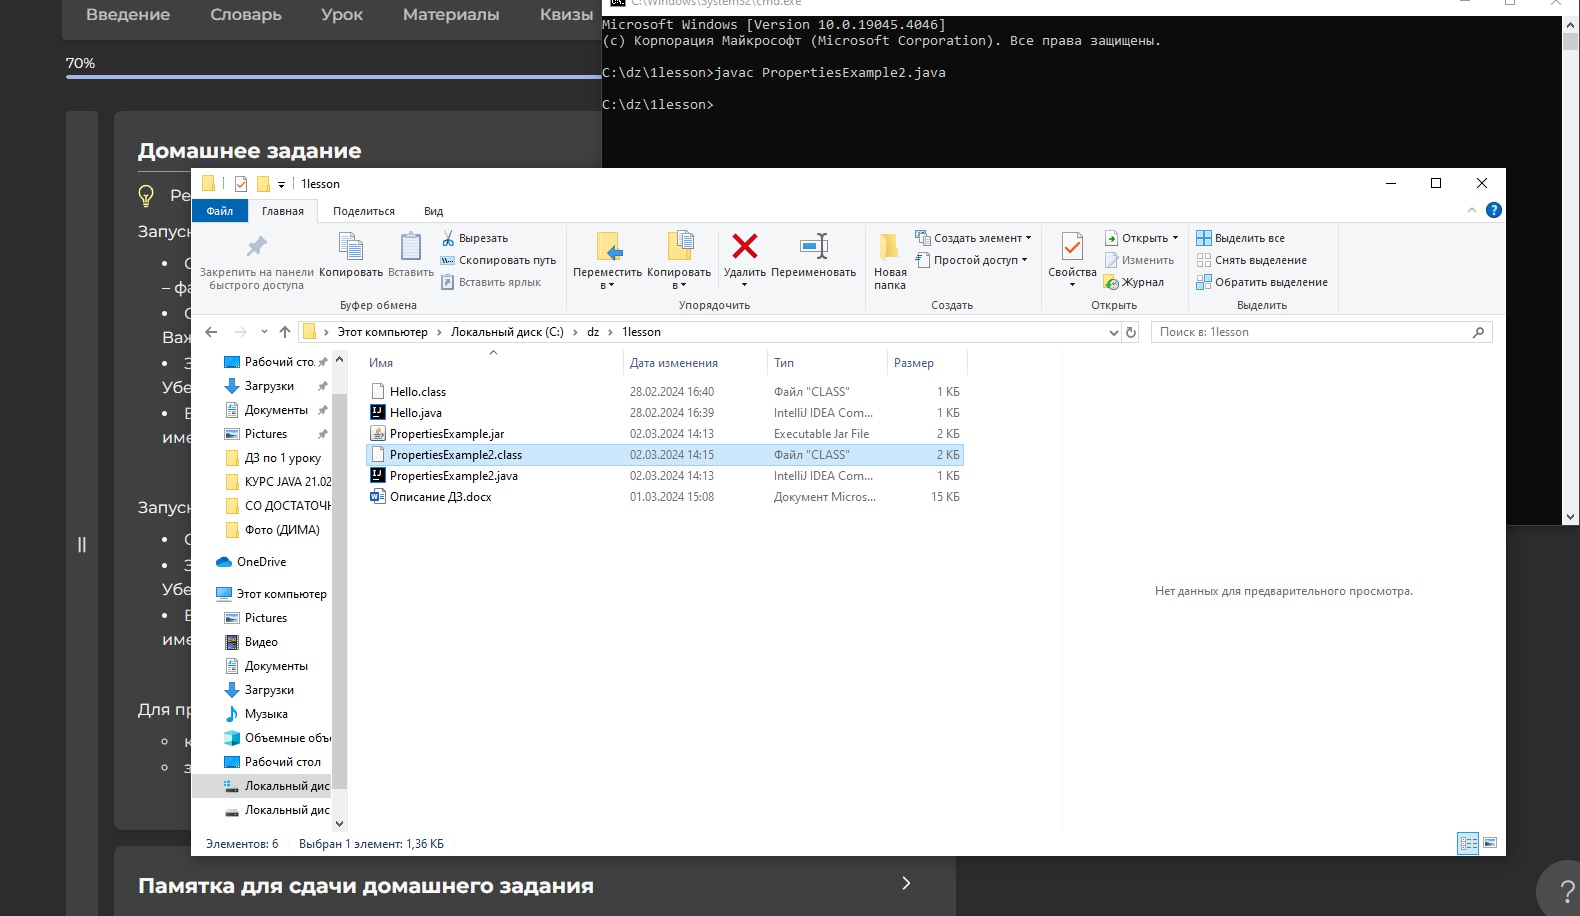 Введение Словарь Урок Материалы Квизы
70%
C:\Windows\System32\cmd.exe
Microsoft Windows [Version 10.0.19045.4046]
(c) Корпорация Майкрософт (Microsoft Corporation). Все права защищены.
C:\dz\1lesson>javac PropertiesExample2.java
C:\dz\1lesson>
Домашнее задание
1lesson
Файл Главная Поделиться Вид
Закрепить на панели быстрого доступа
Копировать
Вставить
Вырезать
Скопировать путь
Вставить ярлык
Буфер обмена
Переместить в
Копировать в
Удалить
Переименовать
Упорядочить
Новая папка
Создать элемент
Простой доступ
Создать
Свойства
Открыть
Изменить
Журнал
Открыть
Выделить все
Снять выделение
Обратить выделение
Выделить
Этот компьютер > Локальный диск (C:) > dz > 1lesson
Поиск в: 1lesson
Рабочий сто.
Загрузки
Документы
Pictures
ДЗ по 1 уроку
КУРС JAVA 21.02
СО ДОСТАТОЧН
Фото (ДИМА)
OneDrive
Этот компьютер
Pictures
Видео
Документы
Загрузки
Музыка
Объемные объ
Рабочий стол
Локальный дис
Локальный дис
Имя Дата изменения Тип Размер
Hello.class 28.02.2024 16:40 Файл "CLASS" 1 КБ
Hello.java 28.02.2024 16:39 IntelliJ IDEA Com... 1 КБ
PropertiesExample.jar 02.03.2024 14:13 Executable Jar File 2 КБ
PropertiesExample2.class 02.03.2024 14:15 Файл "CLASS" 2 КБ
PropertiesExample2.java 02.03.2024 14:13 IntelliJ IDEA Com... 1 КБ
Описание ДЗ.docx 01.03.2024 15:08 Документ Micros... 15 КБ
Нет данных для предварительного просмотра.
Элементов: 6 Выбран 1 элемент: 1,36 КБ
Ре
Запуск
– фа
Важ
Убе
име
Запуск
Убе
име
Для пр
Памятка для сдачи домашнего задания
?